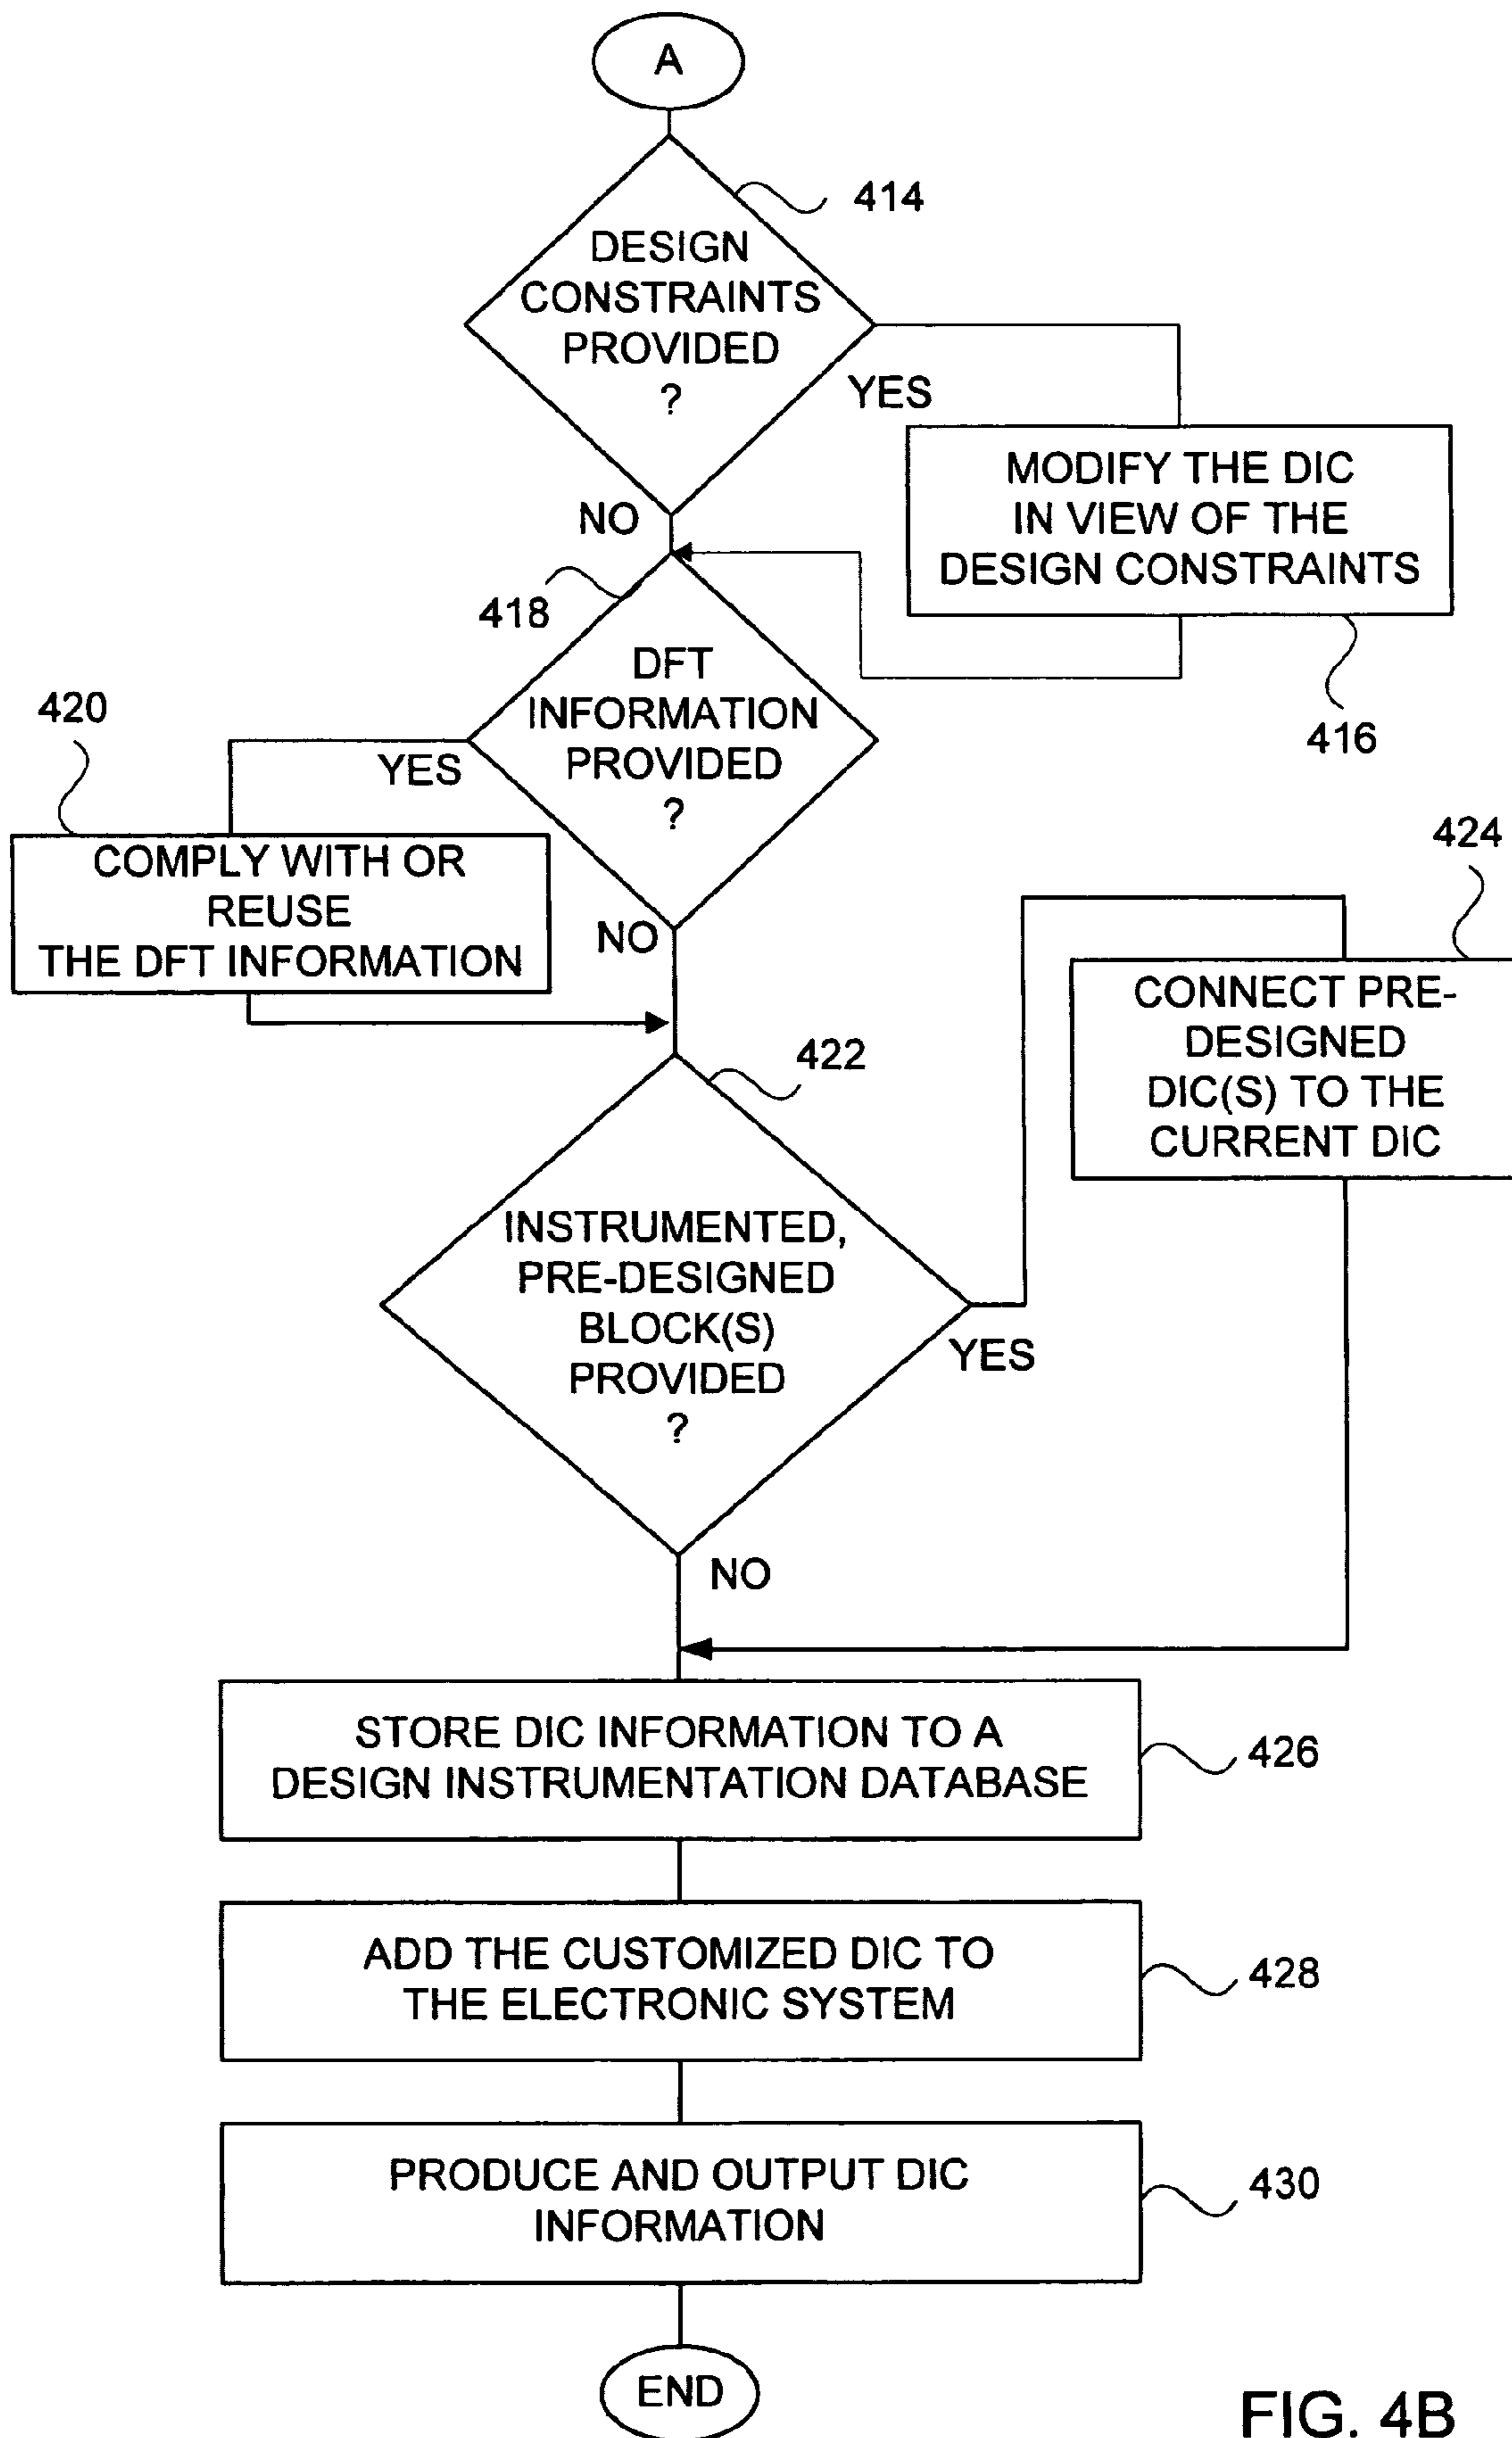 A
414
DESIGN
CONSTRAINTS
PROVIDED
?
YES
NO
MODIFY THE DIC
IN VIEW OF THE
DESIGN CONSTRAINTS
416
418
DFT
INFORMATION
PROVIDED
?
YES
NO
420
COMPLY WITH OR
REUSE
THE DFT INFORMATION
424
CONNECT PRE-
DESIGNED
DIC(S) TO THE
CURRENT DIC
422
INSTRUMENTED,
PRE-DESIGNED
BLOCK(S)
PROVIDED
?
YES
NO
STORE DIC INFORMATION TO A
DESIGN INSTRUMENTATION DATABASE
426
ADD THE CUSTOMIZED DIC TO
THE ELECTRONIC SYSTEM
428
PRODUCE AND OUTPUT DIC
INFORMATION
430
END
FIG. 4B